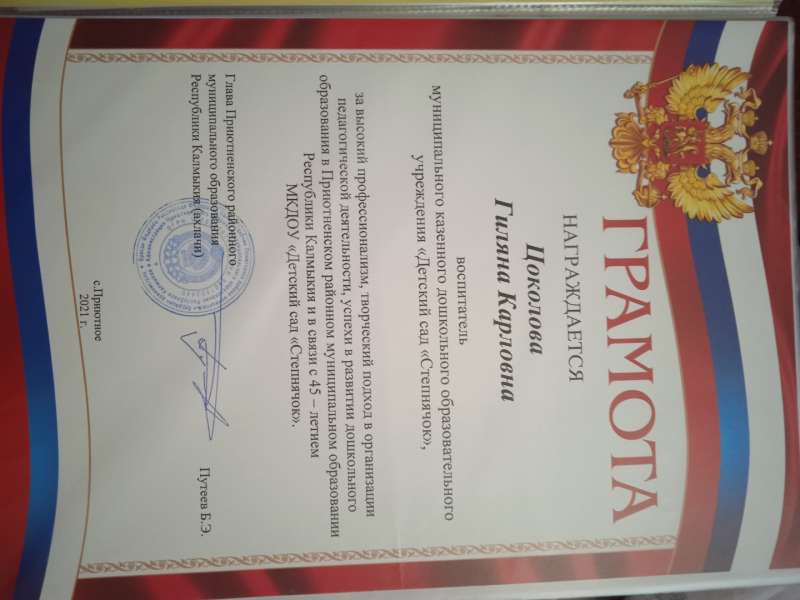 ГРАМОТА
НАГРАЖДАЕТСЯ
Цоколова
Гиляна Карловна
воспитатель
муниципального казенного дошкольного образовательного
учреждения «Детский сад «Степнячок»,
за высокий профессионализм, творческий подход в организации
педагогической деятельности, успехи в развитии дошкольного
образования в Приютненском районном муниципальном образовании
Республики Калмыкия и в связи с 45 – летием
МКДОУ «Детский сад «Степнячок».
Глава Приютненского районного
муниципального образования
Республики Калмыкия (ахлачи)
Путеев Б.Э.
с.Приютное
2021 г.